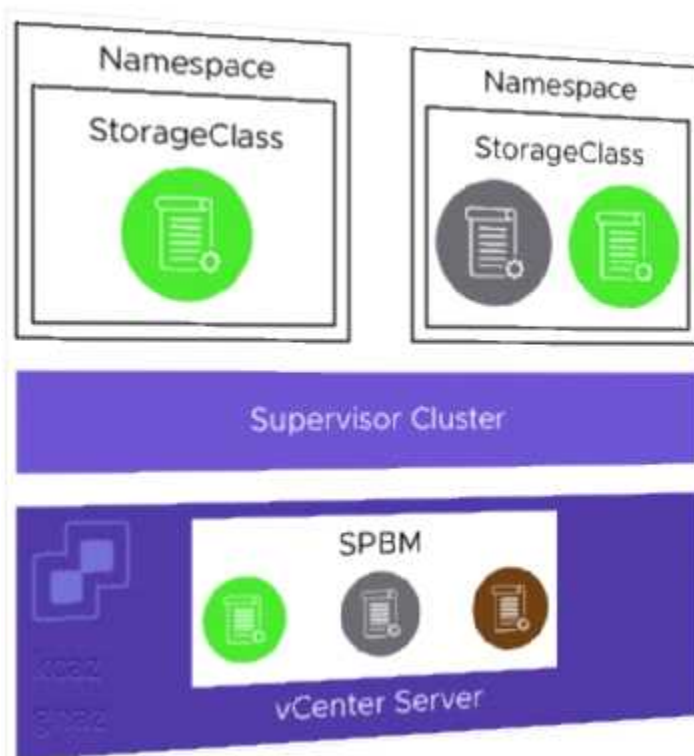 Namespace
StorageClass
Namespace
StorageClass
Supervisor Cluster
SPBM
vCenter Server